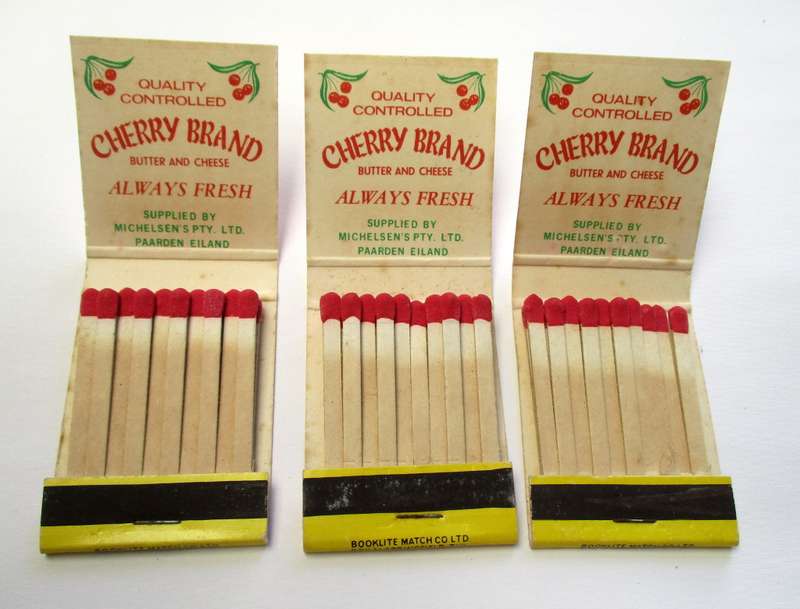 QUALITY
CONTROLLED
CHERRY BRAND
BUTTER AND CHEESE
ALWAYS FRESH
SUPPLIED BY
MICHELSEN'S PTY. LTD.
PAARDEN EILAND
QUALITY
CONTROLLED
CHERRY BRAND
BUTTER AND CHEESE
ALWAYS FRESH
SUPPLIED BY
MICHELSEN'S PTY. LTD.
PAARDEN EILAND
QUALITY
CONTROLLED
CHERRY BRAND
BUTTER AND CHEESE
ALWAYS FRESH
SUPPLIED BY
MICHELSEN'S PTY. LTD.
PAARDEN EILAND
BOOKLITE MATCH CO LTD.